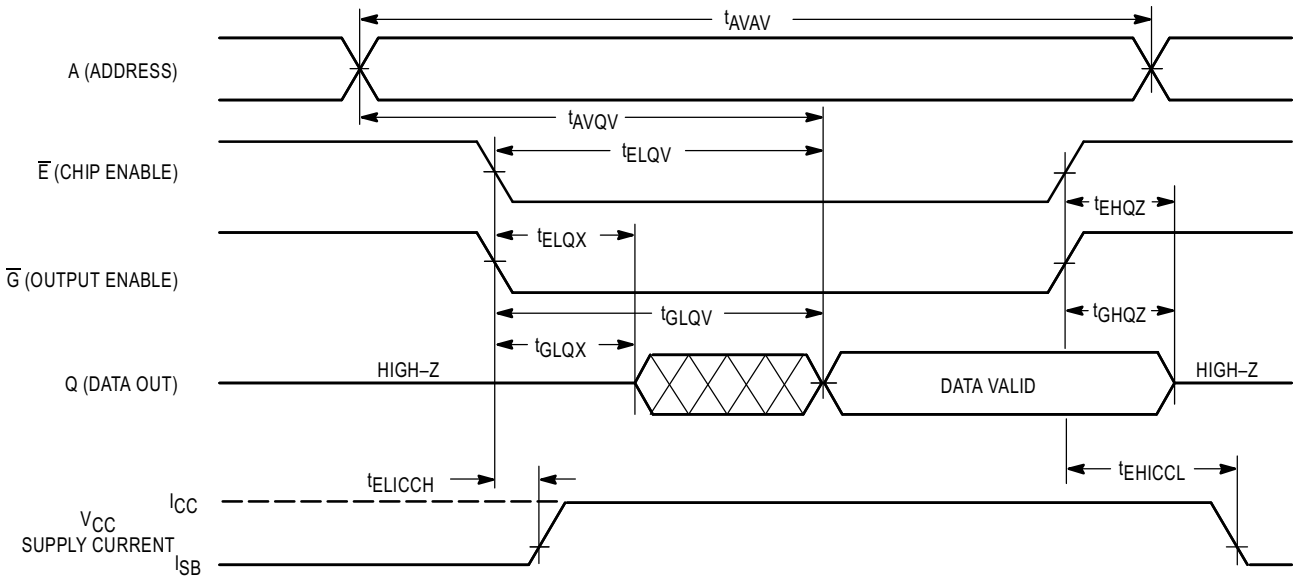 tAVAV
A (ADDRESS)
tAVQV
tELQV
E̅ (CHIP ENABLE)
tEHQZ
tELQX
G̅ (OUTPUT ENABLE)
tGLQV
tGHQZ
tGLQX
HIGH–Z
Q (DATA OUT)
DATA VALID
HIGH–Z
tELICCH
tEHICCL
ICC
VCC
SUPPLY CURRENT
ISB